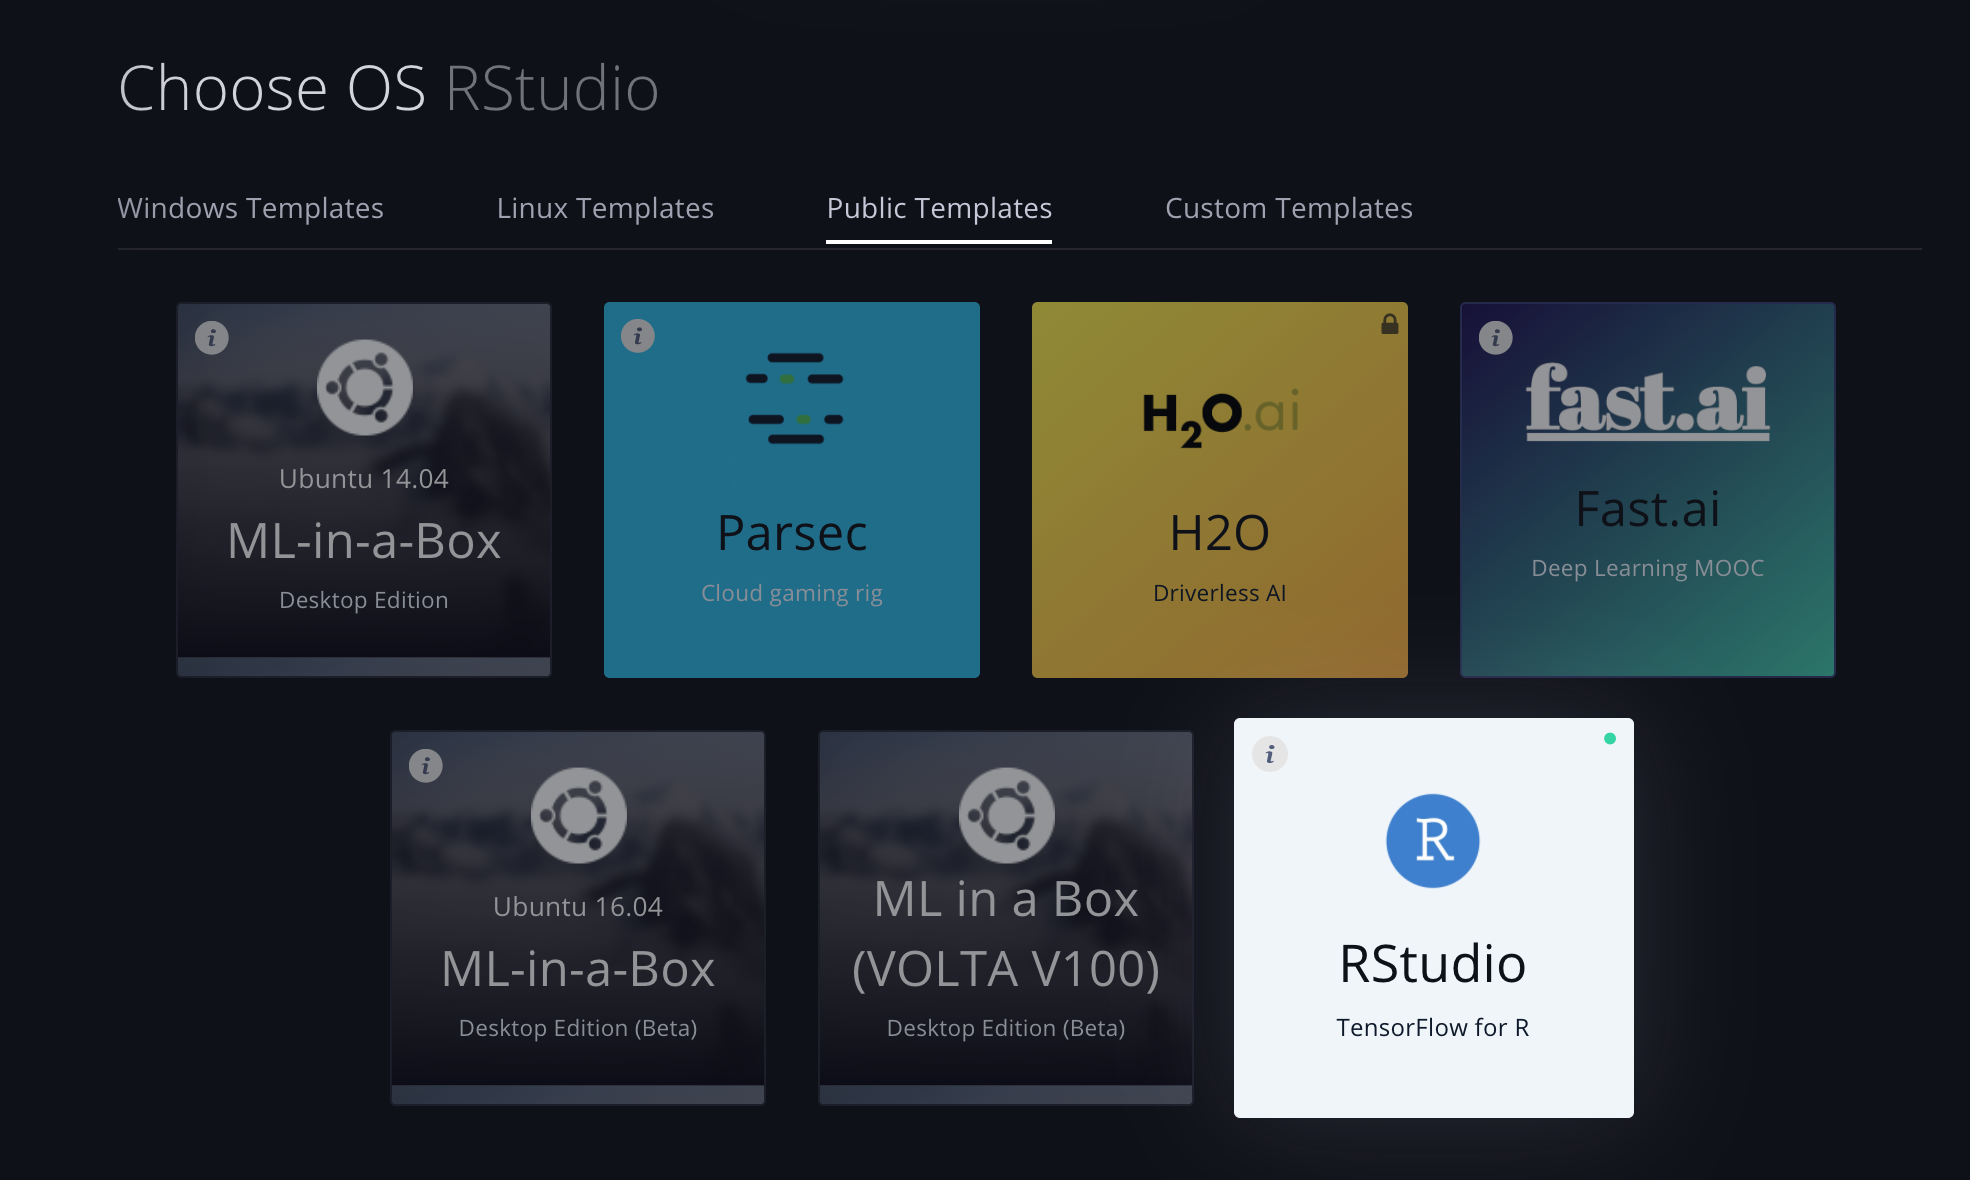 Choose OS RStudio
Windows Templates
Linux Templates
Public Templates
Custom Templates
i
Ubuntu 14.04
ML-in-a-Box
Desktop Edition
i
Parsec
Cloud gaming rig
H2O.ai
H2O
Driverless AI
i
fast.ai
Fast.ai
Deep Learning MOOC
i
Ubuntu 16.04
ML-in-a-Box
Desktop Edition (Beta)
ML in a Box
(VOLTA V100)
Desktop Edition (Beta)
i
R
RStudio
TensorFlow for R